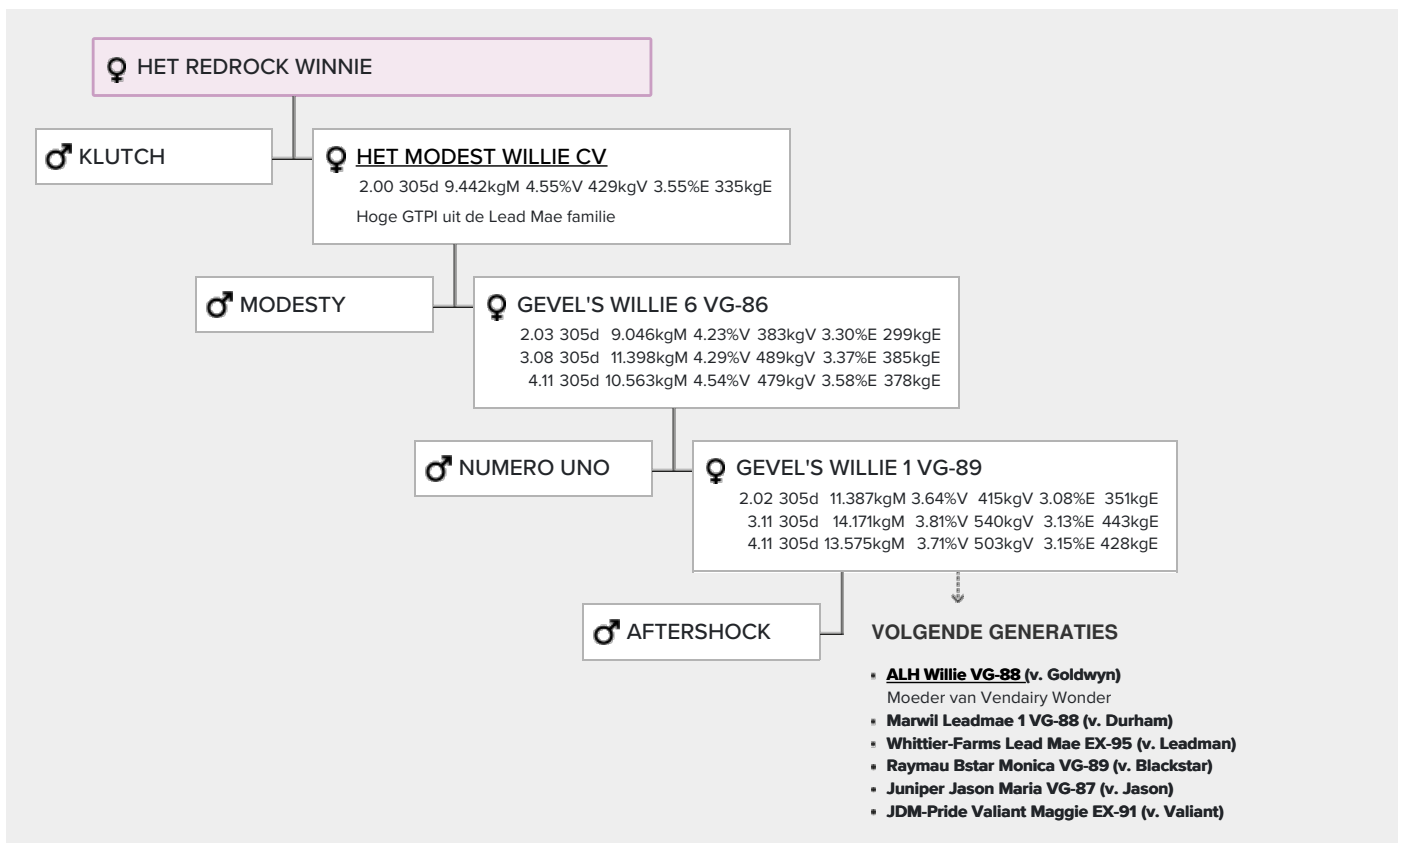 HET REDROCK WINNIE
KLUTCH
HET MODEST WILLIE CV
2.00 305d 9.442kgM 4.55%V 429kgV 3.55%E 335kgE
Hoge GTPI uit de Lead Mae familie
MODESTY
GEVEL'S WILLIE 6 VG-86
2.03 305d 9.046kgM 4.23%V 383kgV 3.30%E 299kgE
3.08 305d 11.398kgM 4.29%V 489kgV 3.37%E 385kgE
4.11 305d 10.563kgM 4.54%V 479kgV 3.58%E 378kgE
NUMERO UNO
GEVEL'S WILLIE 1 VG-89
2.02 305d 11.387kgM 3.64%V 415kgV 3.08%E 351kgE
3.11 305d 14.171kgM 3.81%V 540kgV 3.13%E 443kgE
4.11 305d 13.575kgM 3.71%V 503kgV 3.15%E 428kgE
AFTERSHOCK
VOLGENDE GENERATIES
ALH Willie VG-88 (v. Goldwyn)
Moeder van Vendairy Wonder
Marwil Leadmae 1 VG-88 (v. Durham)
Whittier-Farms Lead Mae EX-95 (v. Leadman)
Raymau Bstar Monica VG-89 (v. Blackstar)
Juniper Jason Maria VG-87 (v. Jason)
JDM-Pride Valiant Maggie EX-91 (v. Valiant)